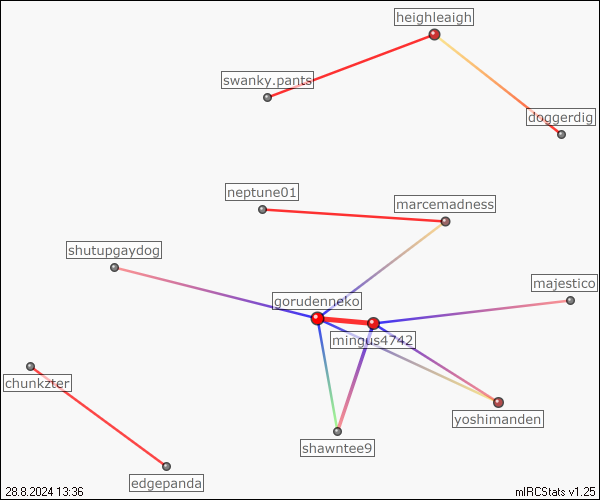 heighleaigh
swanky.pants
doggerdig
neptune01
marcemadness
shutupgaydog
majestico
gorudenneko
mingus4742
chunkzter
yoshimanden
shawntee9
edgepanda
28.8.2024 13:36
mIRCStats v1.25